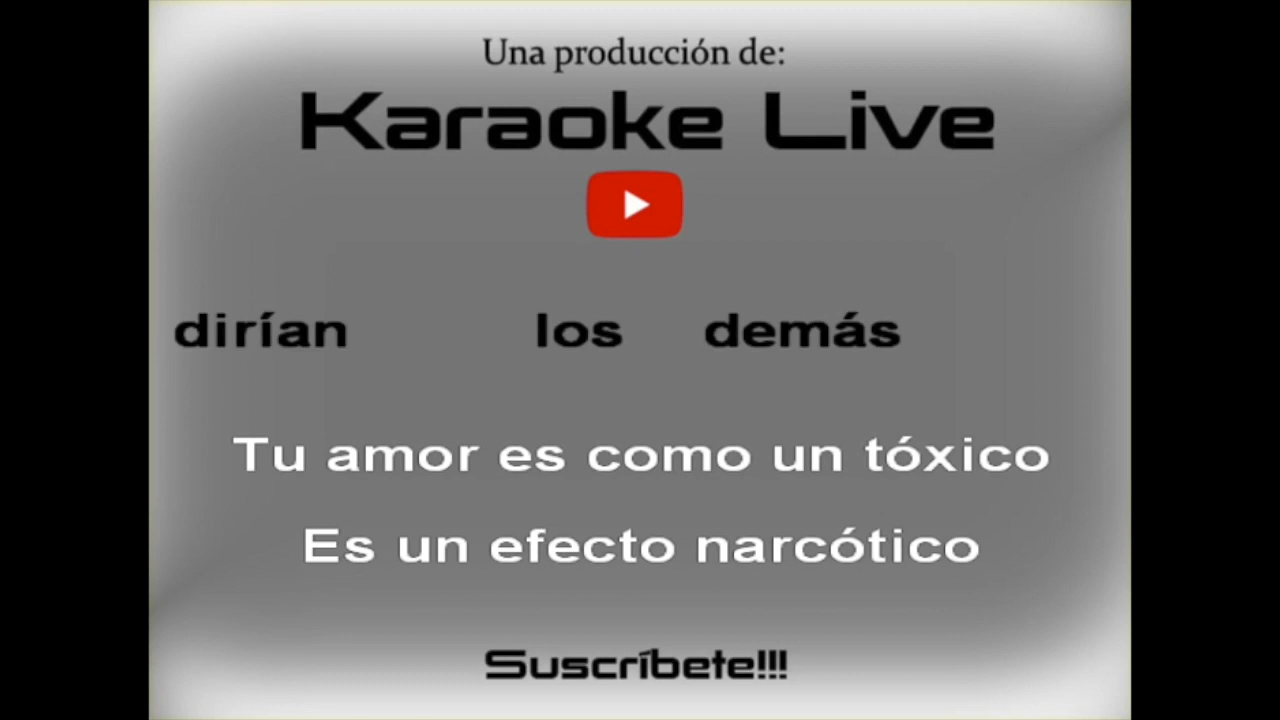 Una producción de:
Karaoke Live
dirían los demás
Tu amor es como un tóxico
Es un efecto narcótico
Suscríbete!!!